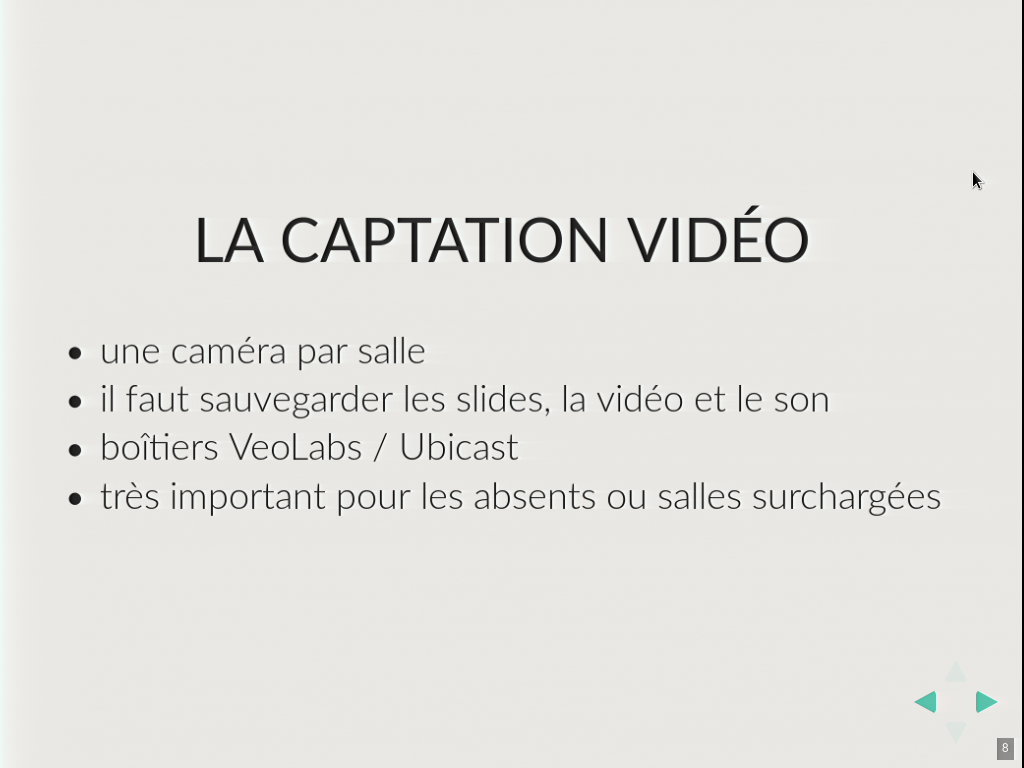 LA CAPTATION VIDÉO
• une caméra par salle
• il faut sauvegarder les slides, la vidéo et le son
• boîtiers VeoLabs / Ubicast
• très important pour les absents ou salles surchargées
8